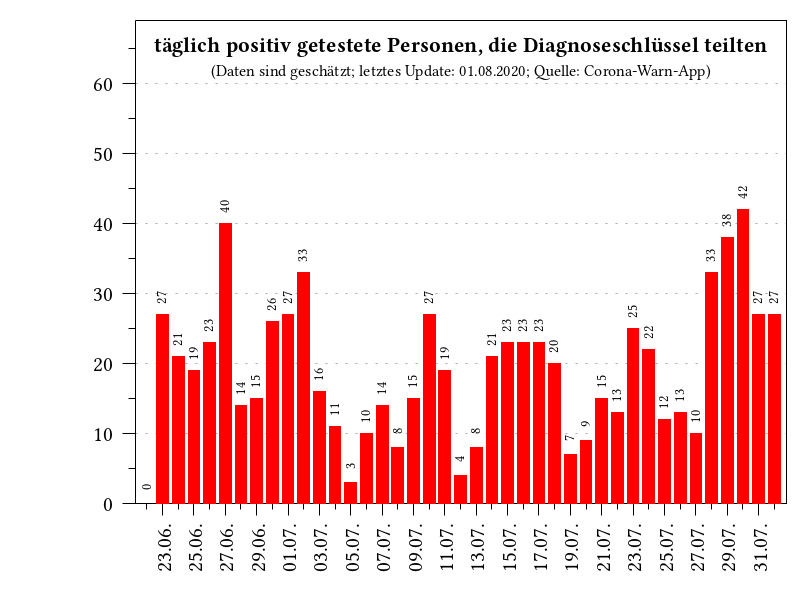 täglich positiv getestete Personen, die Diagnoseschlüssel teilten
(Daten sind geschätzt; letztes Update: 01.08.2020; Quelle: Corona-Warn-App)
60
50
40
30
20
10
0
0 27 21 19 23 40 14 15 26 27 33 16 11 3 10 14 8 15 27 19 4 8 21 23 23 23 20 7 9 15 13 25 22 12 13 10 33 38 42 27 27
23.06. 25.06. 27.06. 29.06. 01.07. 03.07. 05.07. 07.07. 09.07. 11.07. 13.07. 15.07. 17.07. 19.07. 21.07. 23.07. 25.07. 27.07. 29.07. 31.07.